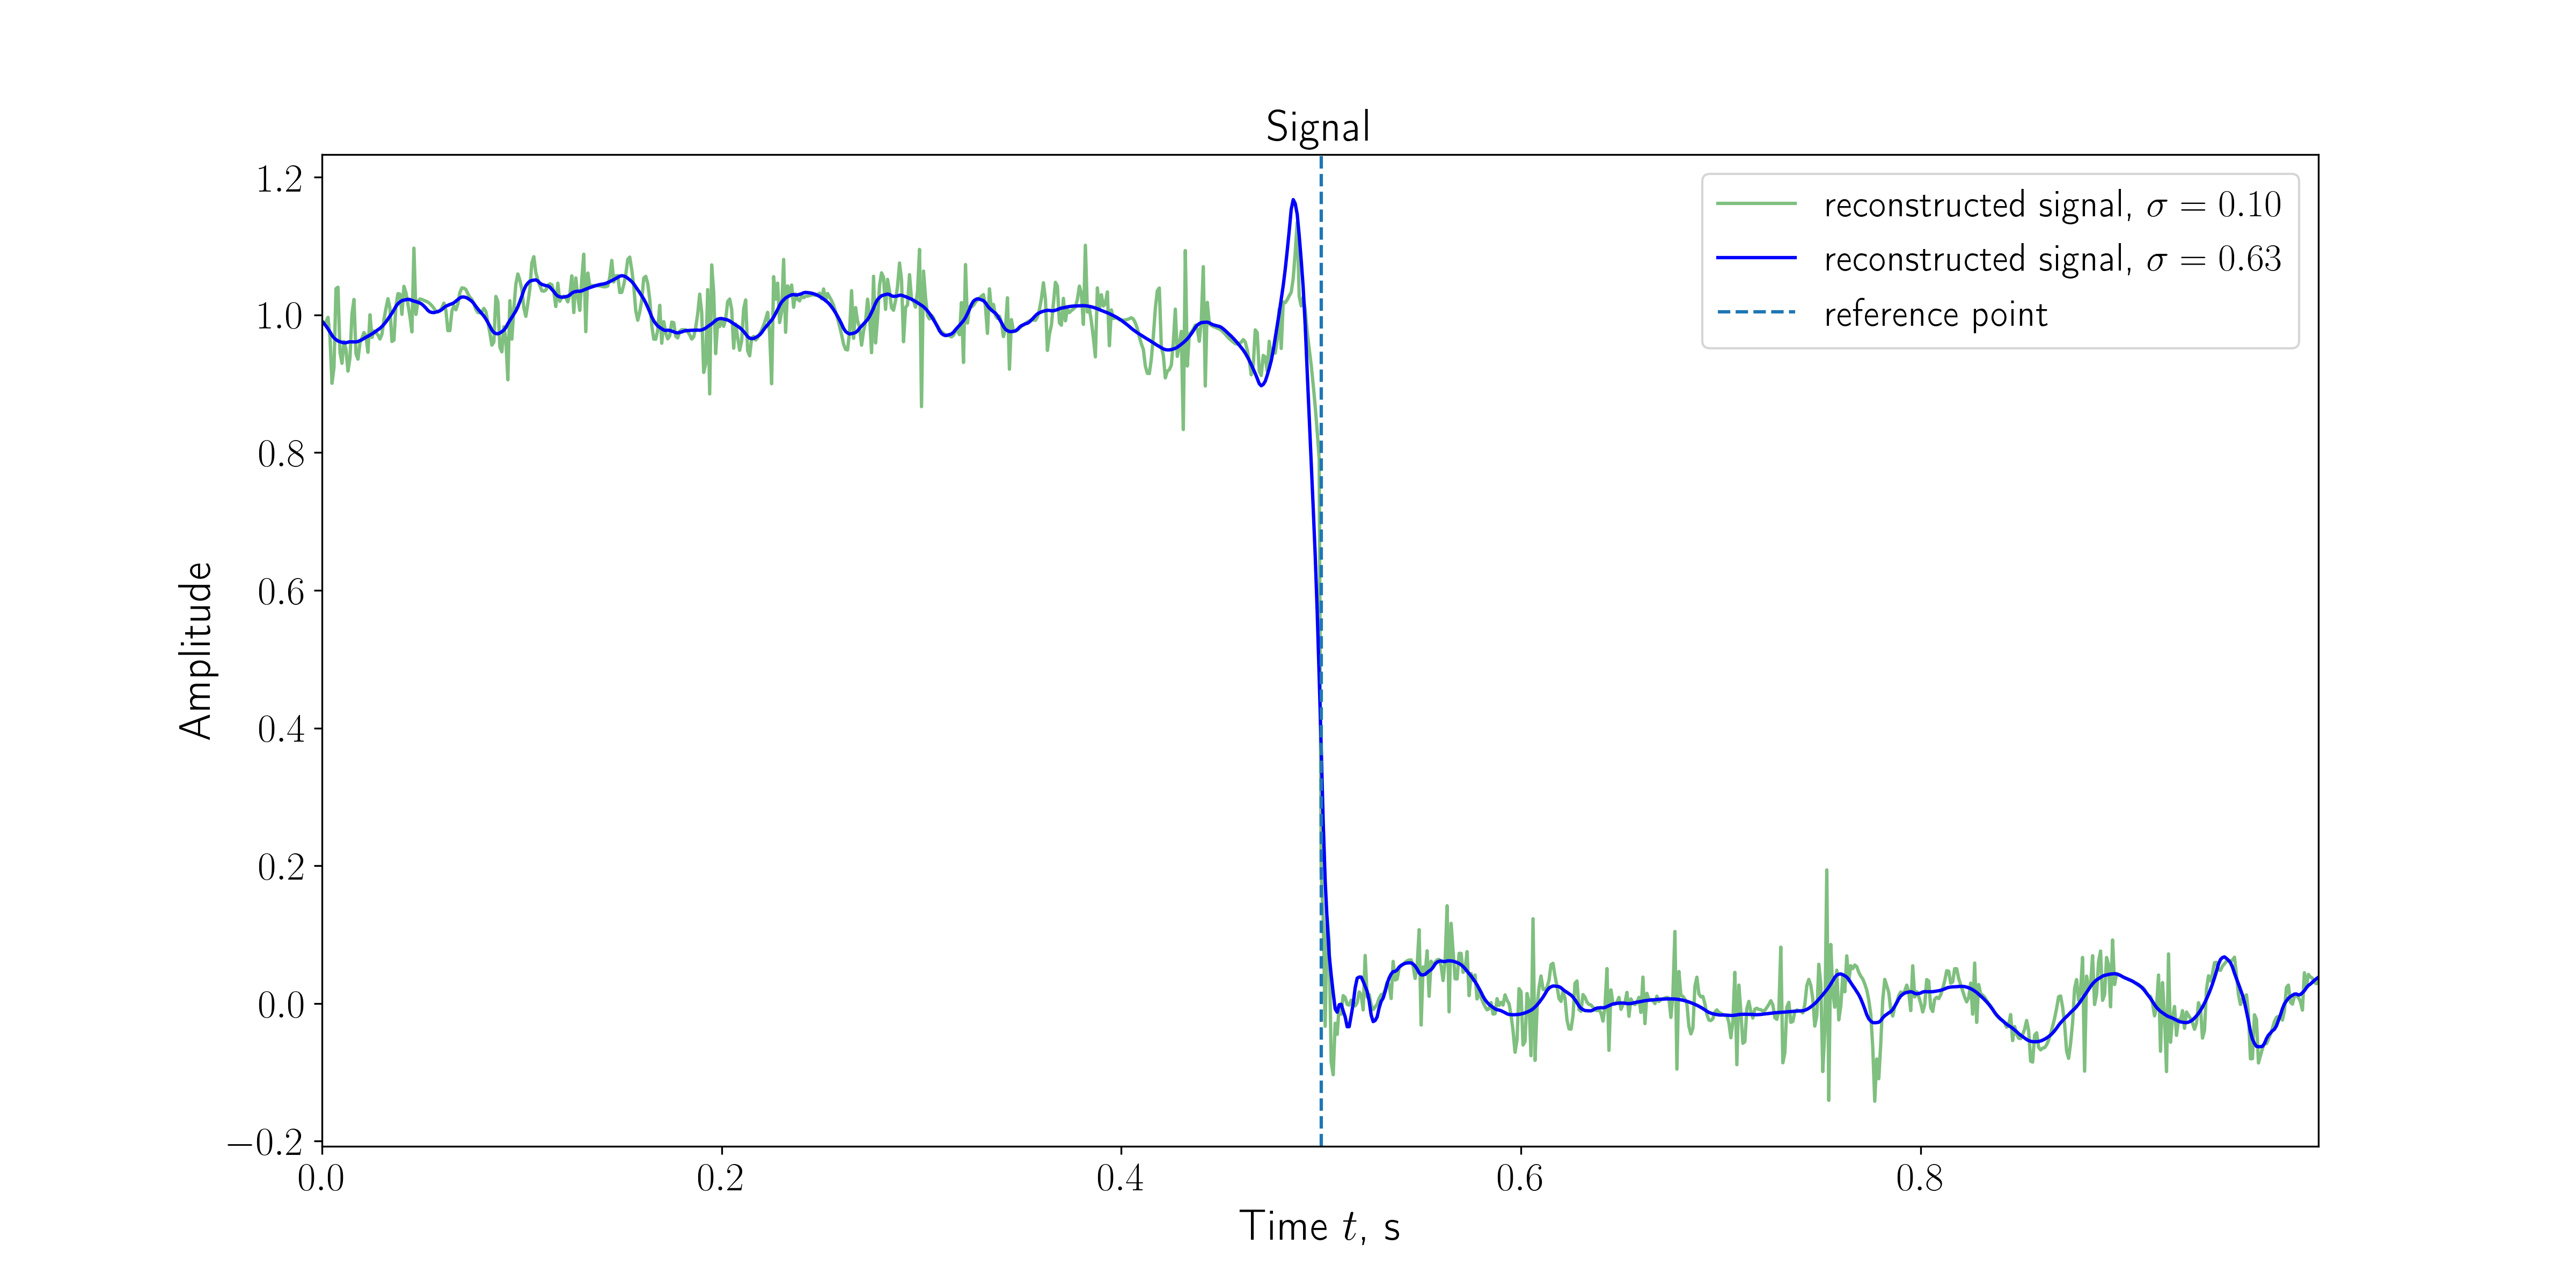 Signal
reconstructed signal, σ = 0.10
reconstructed signal, σ = 0.63
reference point
Amplitude
1.2
1.0
0.8
0.6
0.4
0.2
0.0
−0.2
0.0 0.2 0.4 0.6 0.8
Time t, s